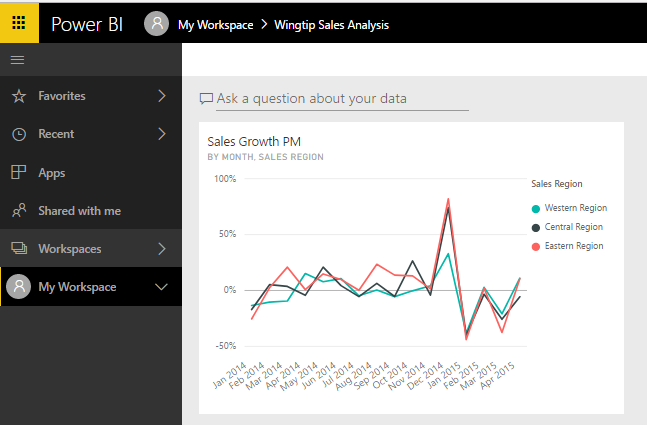 Power BI
My Workspace > Wingtip Sales Analysis
Favorites
Recent
Apps
Shared with me
Workspaces
My Workspace
Ask a question about your data
Sales Growth PM
BY MONTH, SALES REGION
100%
50%
0%
-50%
Jan 2014
Feb 2014
Mar 2014
Apr 2014
May 2014
Jun 2014
Jul 2014
Aug 2014
Sep 2014
Oct 2014
Nov 2014
Dec 2014
Jan 2015
Feb 2015
Mar 2015
Apr 2015
Sales Region
Western Region
Central Region
Eastern Region